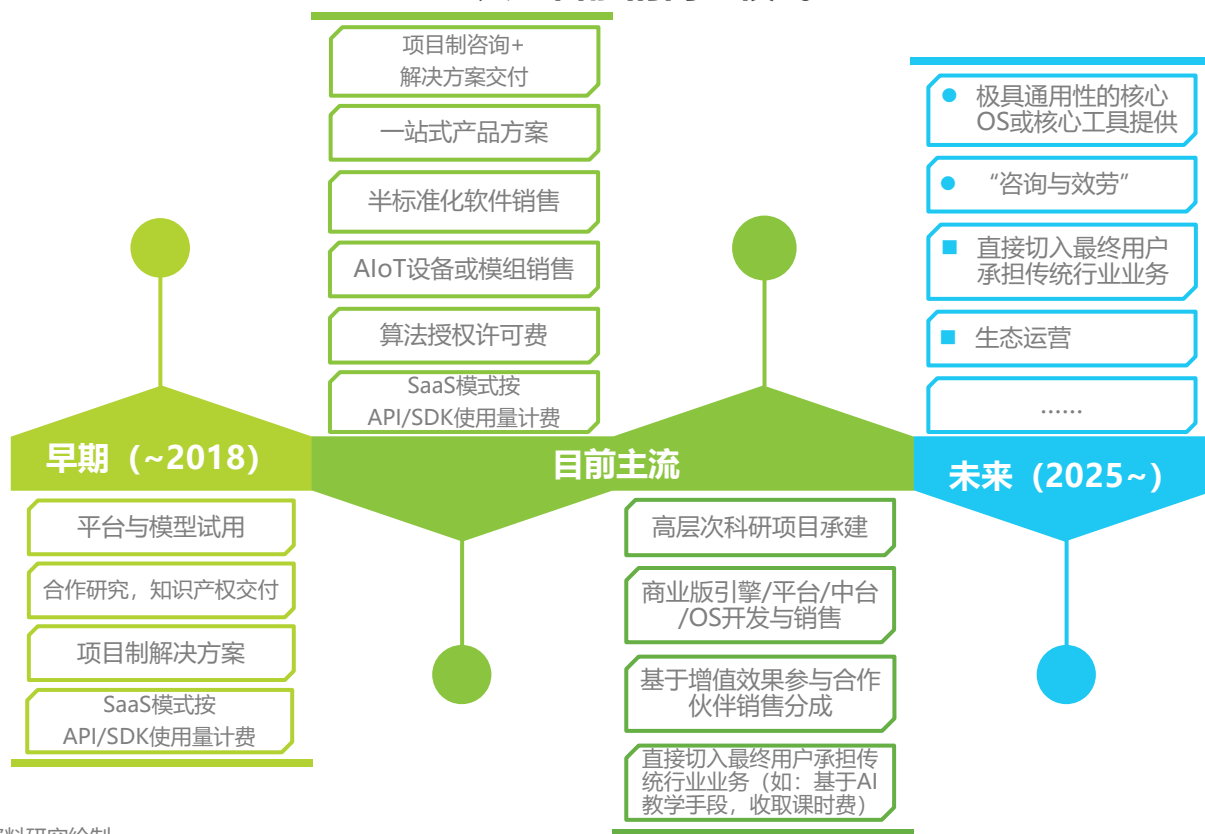 项目制咨询+
解决方案交付
一站式产品方案
半标准化软件销售
AIoT设备或模组销售
算法授权许可费
SaaS模式按
API/SDK使用量计费
极具通用性的核心
OS或核心工具提供
“咨询与效劳”
直接切入最终用户
承担传统行业业务
生态运营
……
早期（~2018）
目前主流
未来（2025~）
平台与模型试用
合作研究，知识产权交付
项目制解决方案
SaaS模式按
API/SDK使用量计费
高层次科研项目承建
商业版引擎/平台/中台
/OS开发与销售
基于增值效果参与合作
伙伴销售分成
直接切入最终用户承担传
统行业业务（如：基于AI
教学手段，收取课时费）